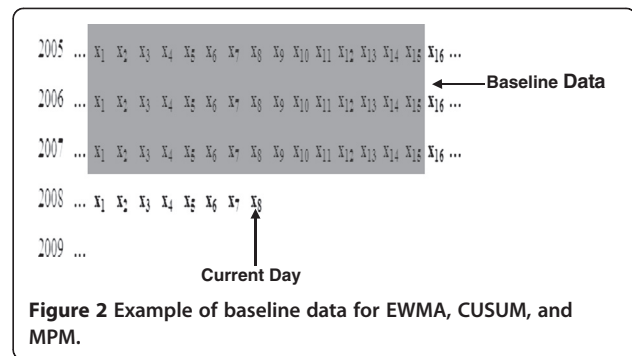 2005 ... x₁ x₂ x₃ x₄ x₅ x₆ x₇ x₈ x₉ x₁₀ x₁₁ x₁₂ x₁₃ x₁₄ x₁₅ x₁₆ ...
Baseline Data
2006 ... x₁ x₂ x₃ x₄ x₅ x₆ x₇ x₈ x₉ x₁₀ x₁₁ x₁₂ x₁₃ x₁₄ x₁₅ x₁₆ ...
2007 ... x₁ x₂ x₃ x₄ x₅ x₆ x₇ x₈ x₉ x₁₀ x₁₁ x₁₂ x₁₃ x₁₄ x₁₅ x₁₆ ...
2008 ... x₁ x₂ x₃ x₄ x₅ x₆ x₇ x₈
2009 ...
Current Day
Figure 2 Example of baseline data for EWMA, CUSUM, and
MPM.